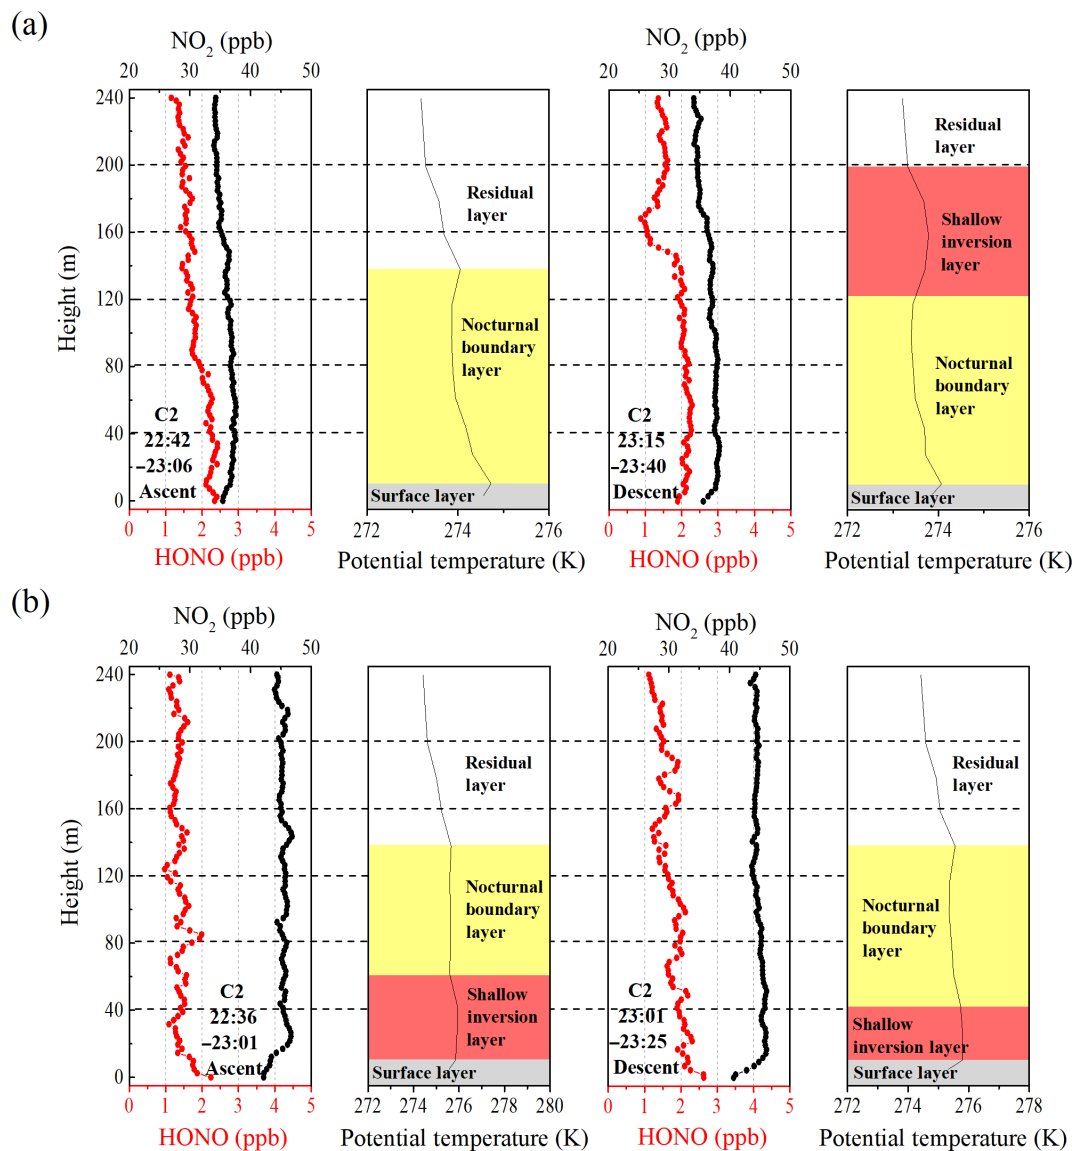 (a)
NO2 (ppb)
20 30 40 50
NO2 (ppb)
20 30 40 50
Height (m)
240
200
160
120
80
40
0
C2
22:42
–23:06
Ascent
Residual
layer
Nocturnal
boundary
layer
Surface layer
C2
23:15
–23:40
Descent
Residual
layer
Shallow
inversion
layer
Nocturnal
boundary
layer
Surface layer
0 1 2 3 4 5
HONO (ppb)
272 274 276
Potential temperature (K)
0 1 2 3 4 5
HONO (ppb)
272 274 276
Potential temperature (K)
(b)
NO2 (ppb)
20 30 40 50
NO2 (ppb)
20 30 40 50
Height (m)
240
200
160
120
80
40
0
C2
22:36
–23:01
Ascent
Residual
layer
Nocturnal
boundary
layer
Shallow
inversion
layer
Surface layer
C2
23:01
–23:25
Descent
Residual
layer
Nocturnal
boundary
layer
Shallow
inversion layer
Surface layer
0 1 2 3 4 5
HONO (ppb)
272 274 276 278 280
Potential temperature (K)
0 1 2 3 4 5
HONO (ppb)
272 274 276 278
Potential temperature (K)